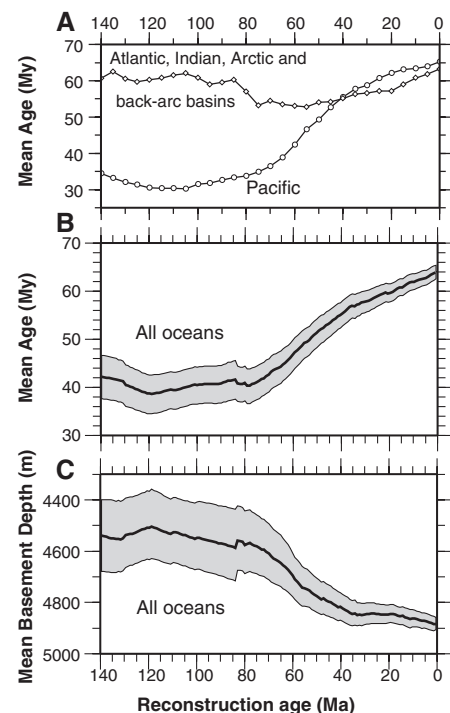 A
140 120 100 80 60 40 20 0
70
60
50
40
30
Mean Age (My)
Atlantic, Indian, Arctic and
back-arc basins
Pacific
B
70
60
50
40
30
Mean Age (My)
All oceans
C
4400
4600
4800
5000
Mean Basement Depth (m)
All oceans
140 120 100 80 60 40 20 0
Reconstruction age (Ma)